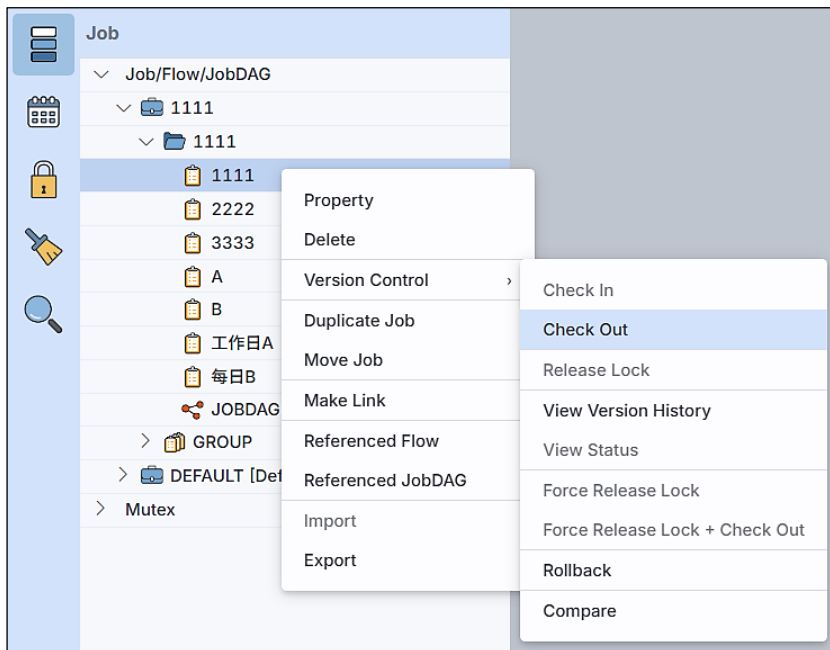 Job
Job/Flow/JobDAG
1111
1111
1111
2222
3333
A
B
工作日A
每日B
JOBDAG
GROUP
DEFAULT [Def
Mutex
Property
Delete
Version Control
Duplicate Job
Move Job
Make Link
Referenced Flow
Referenced JobDAG
Import
Export
Check In
Check Out
Release Lock
View Version History
View Status
Force Release Lock
Force Release Lock + Check Out
Rollback
Compare